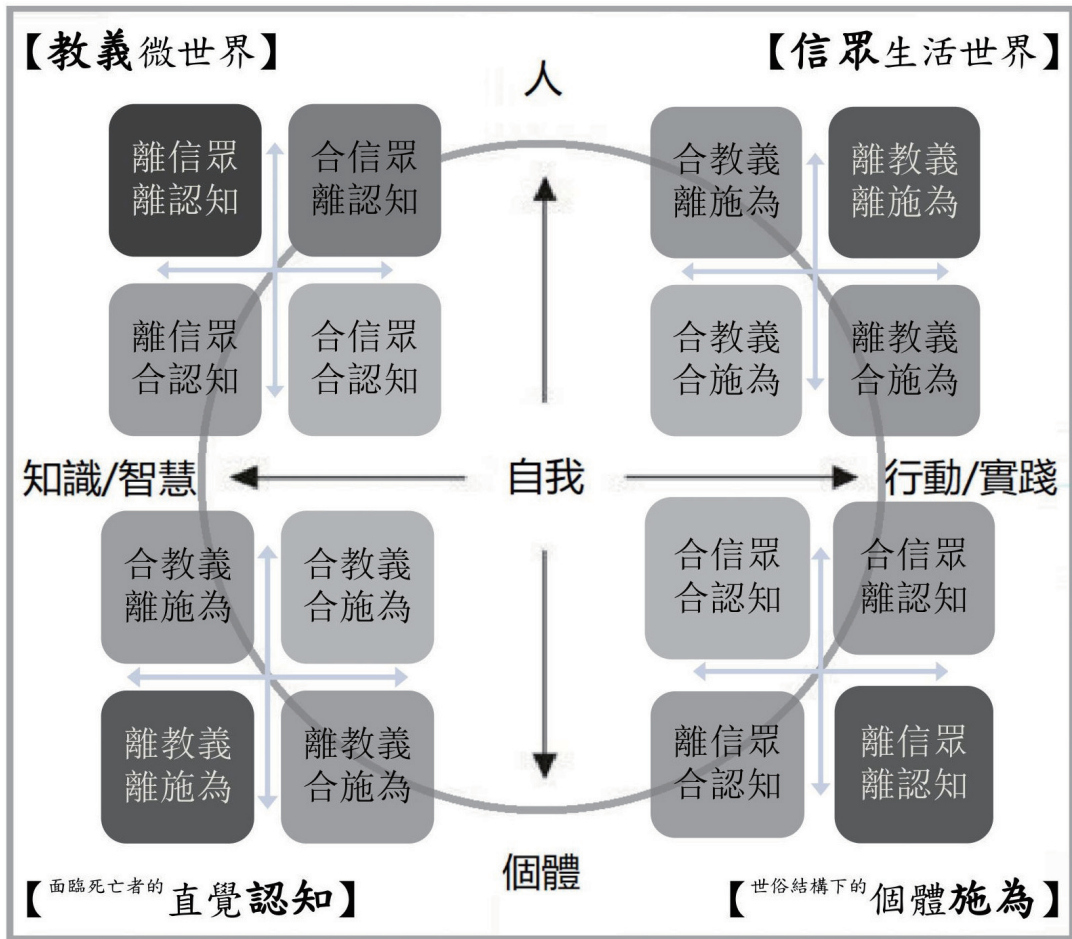 【教義微世界】
【信眾生活世界】
人
離信眾
離認知
合信眾
離認知
離信眾
合認知
合信眾
合認知
合教義
離施為
離教義
離施為
合教義
合施為
離教義
合施為
知識/智慧
自我
行動/實踐
合教義
離施為
合教義
合施為
離教義
離施為
離教義
合施為
合信眾
合認知
合信眾
離認知
離信眾
合認知
離信眾
離認知
個體
【面臨死亡者的直覺認知】
【世俗結構下的個體施為】